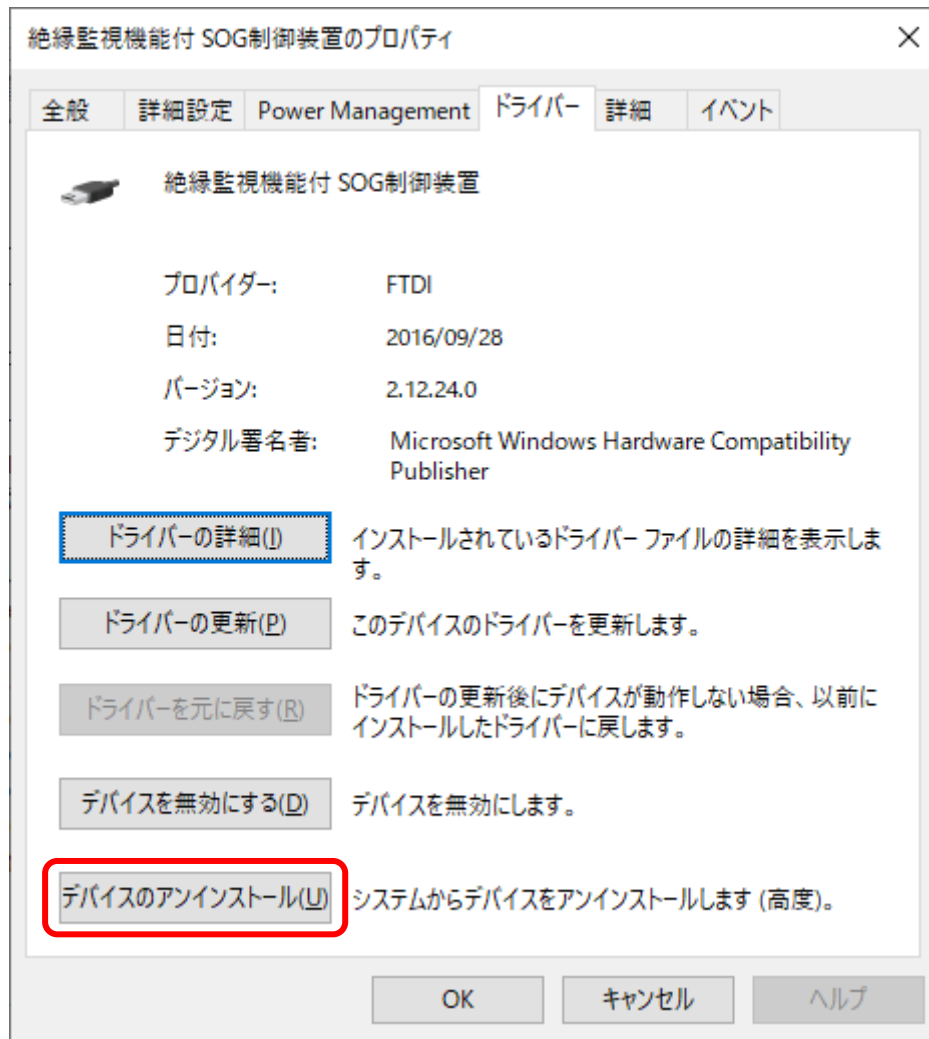 絶縁監視機能付 SOG制御装置のプロパティ
全般 詳細設定 Power Management ドライバー 詳細 イベント
絶縁監視機能付 SOG制御装置
プロバイダー: FTDI
日付: 2016/09/28
バージョン: 2.12.24.0
デジタル署名者: Microsoft Windows Hardware Compatibility
Publisher
ドライバーの詳細(I) インストールされているドライバー ファイルの詳細を表示しま
す。
ドライバーの更新(P) このデバイスのドライバーを更新します。
ドライバーを元に戻す(R) ドライバーの更新後にデバイスが動作しない場合、以前に
インストールしたドライバーに戻します。
デバイスを無効にする(D) デバイスを無効にします。
デバイスのアンインストール(U) システムからデバイスをアンインストールします (高度)。
OK キャンセル ヘルプ